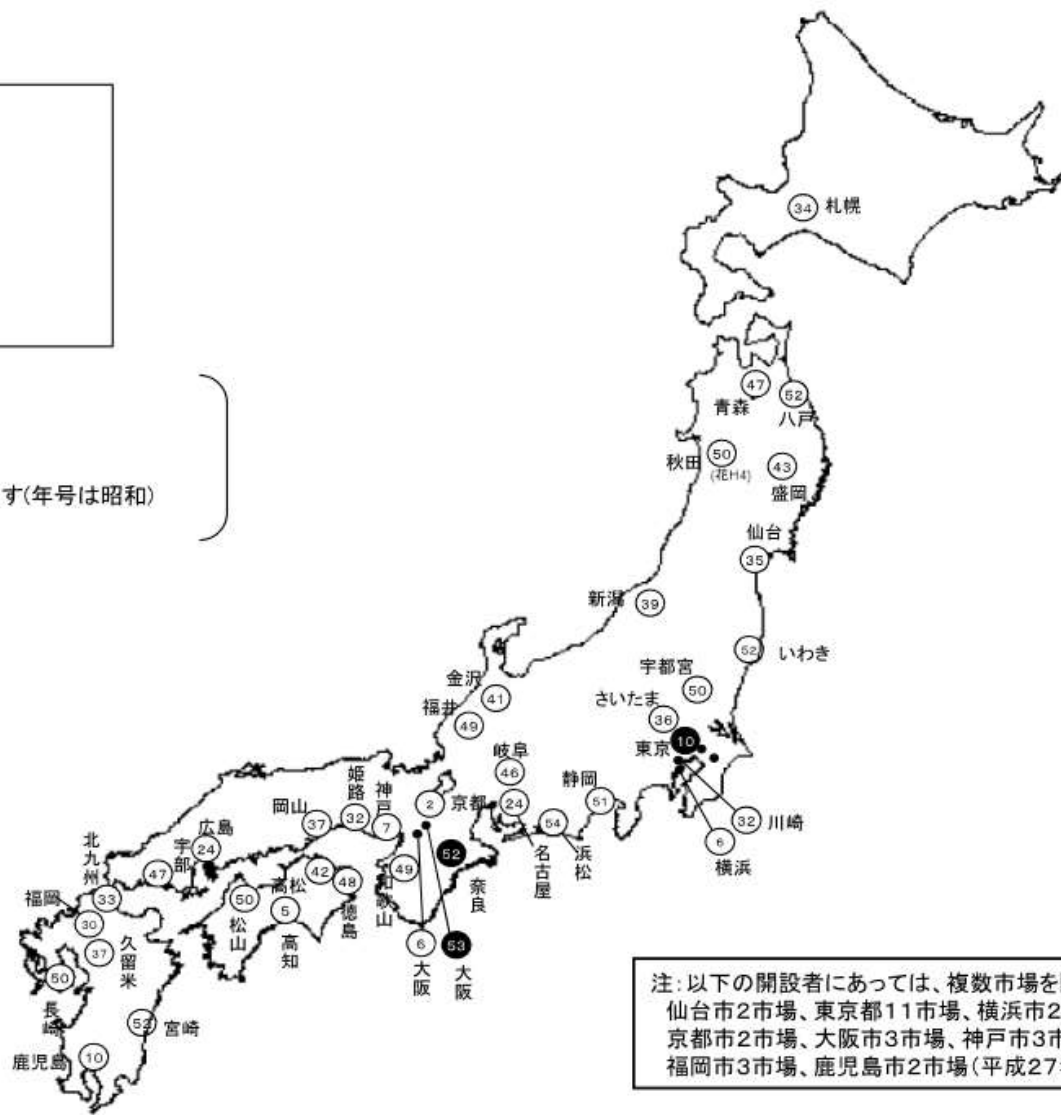 34 札幌
47
青森
52
八戸
秋田
50
(花H4)
43
盛岡
す(年号は昭和)
仙台
35
新潟
39
52 いわき
宇都宮
50
金沢
41
さいたま
36
福井
49
東京
10
岐阜
46
静岡
51
姫路
32
神戸
7
2
京都
24
名古屋
54
浜松
32 川崎
6
横浜
岡山
37
広島
24
宇部
47
北九州
33
福岡
30
37
久留米
50
長崎
52 宮崎
鹿児島 10
高松
42
48
徳島
50
松山
5
高知
49
和歌山
52
奈良
6
大阪
53
大阪
注:以下の開設者にあっては、複数市場を
仙台市2市場、東京都11市場、横浜市2
京都市2市場、大阪市3市場、神戸市3市
福岡市3市場、鹿児島市2市場(平成27